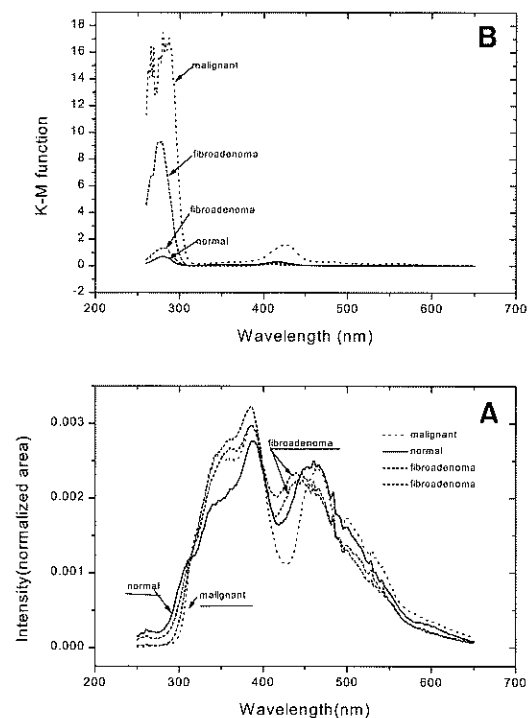 B
18
16
14
12
10
8
6
4
2
0
-2
K-M function
malignant
fibroadenoma
fibroadenoma
normal
200 300 400 500 600 700
Wavelength (nm)
A
0.003
0.002
0.001
0.000
Intensity(normalized area)
fibroadenoma
malignant
normal
fibroadenoma
fibroadenoma
normal
malignant
200 300 400 500 600 700
Wavelength(nm)